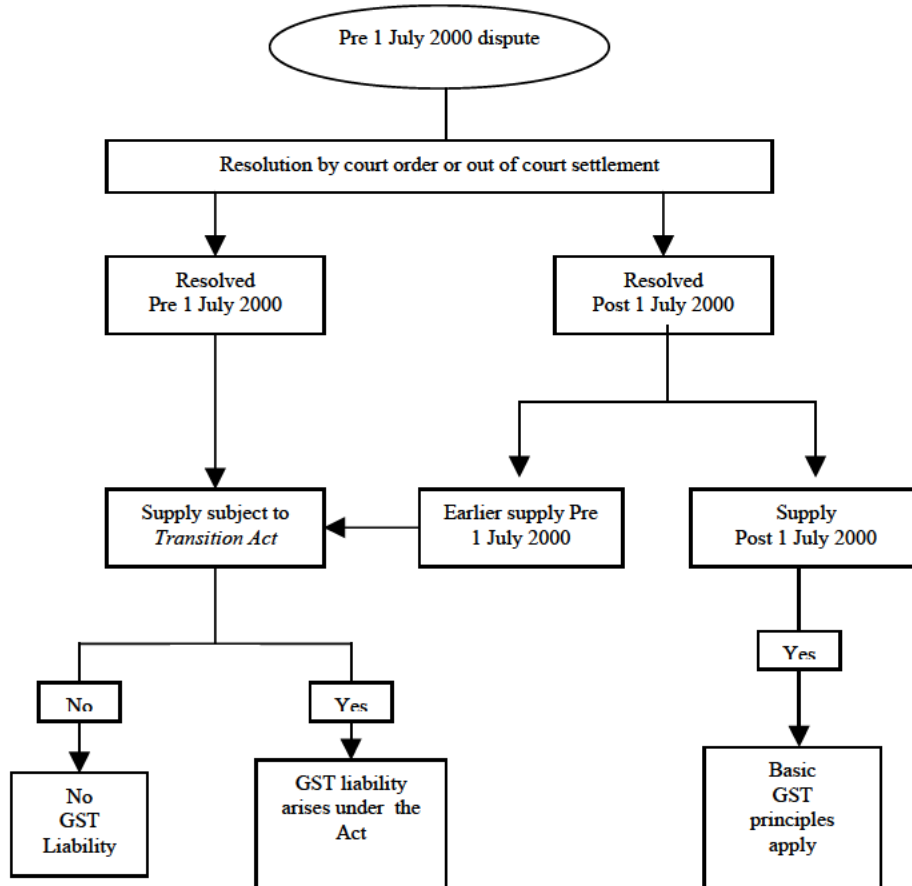 Pre 1 July 2000 dispute
Resolution by court order or out of court settlement
Resolved
Pre 1 July 2000
Resolved
Post 1 July 2000
Supply subject to
Transition Act
Earlier supply Pre
1 July 2000
Supply
Post 1 July 2000
Yes
No
Yes
No
GST
Liability
GST liability
arises under the
Act
Basic
GST
principles
apply